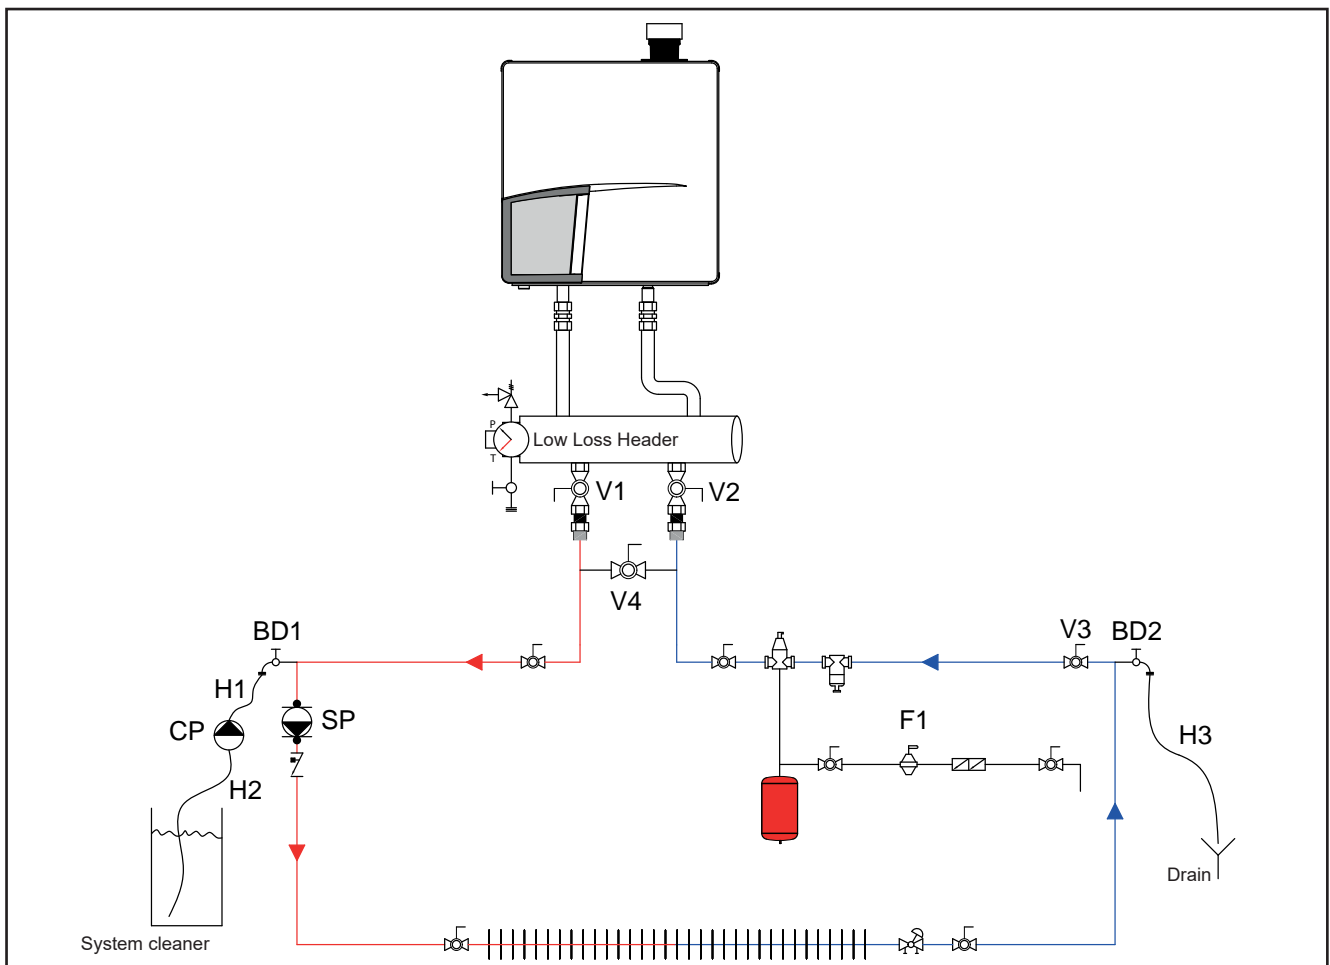 P
Low Loss Header
T
V1
V2
V4
BD1
V3
BD2
H1
CP
SP
F1
H3
H2
Drain
System cleaner